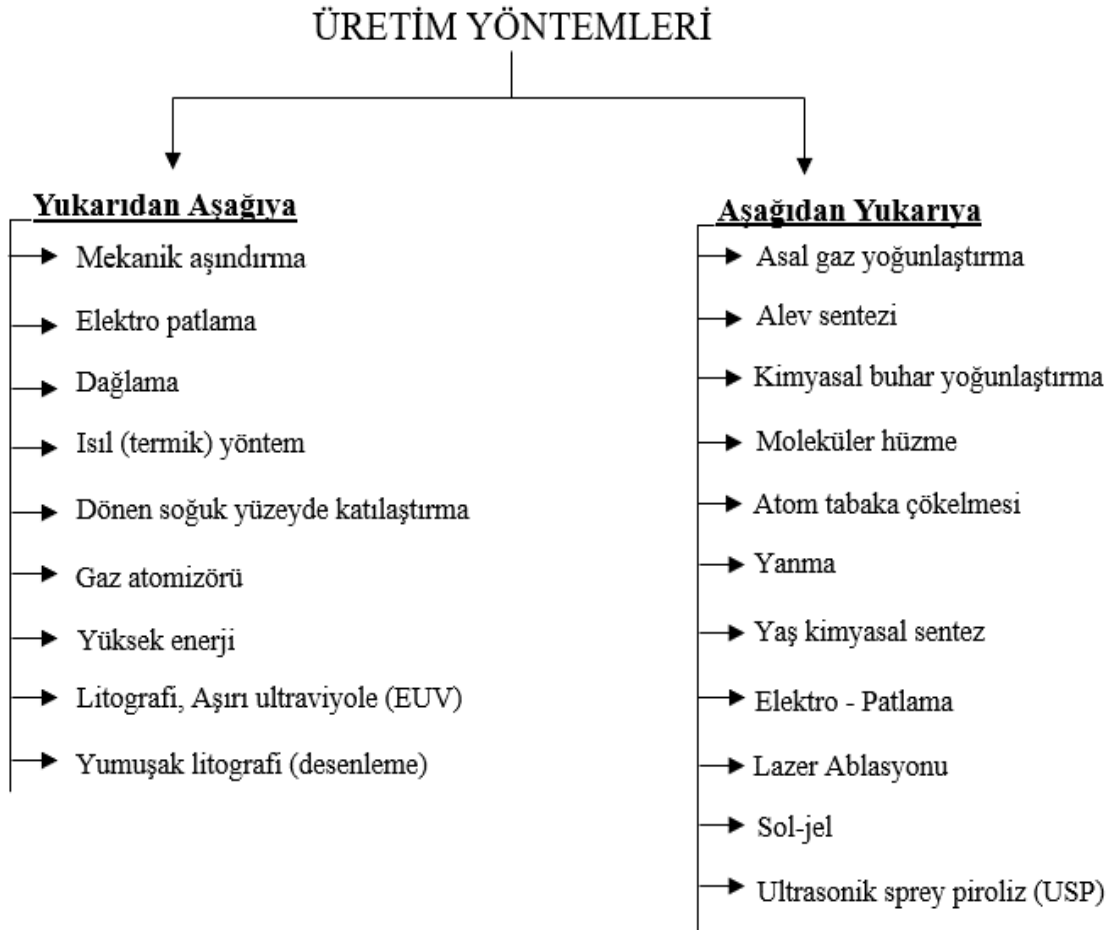 ÜRETİM YÖNTEMLERİ
Yukarıdan Aşağıya
Mekanik aşındırma
Elektro patlama
Dağlama
Isıl (termik) yöntem
Dönen soğuk yüzeyde katılaştırma
Gaz atomizörü
Yüksek enerji
Litografi, Aşırı ultraviyole (EUV)
Yumuşak litografi (desenleme)
Aşağıdan Yukarıya
Asal gaz yoğunlaştırma
Alev sentezi
Kimyasal buhar yoğunlaştırma
Moleküler hüzme
Atom tabaka çökelmesi
Yanma
Yaş kimyasal sentez
Elektro - Patlama
Lazer Ablasyonu
Sol-jel
Ultrasonik sprey piroliz (USP)